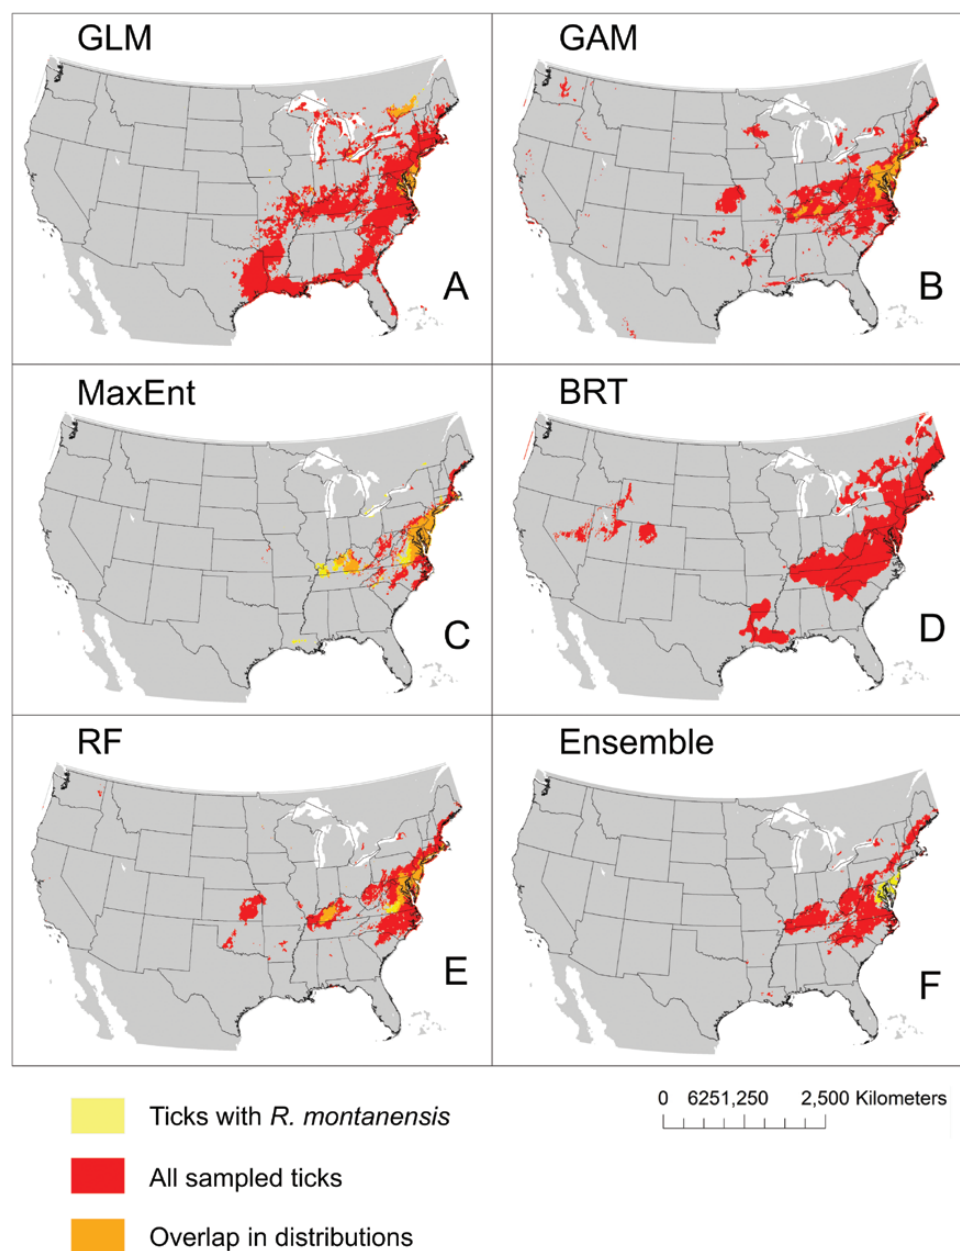 GLM
A
GAM
B
MaxEnt
C
BRT
D
RF
E
Ensemble
F
Ticks with R. montanensis
All sampled ticks
Overlap in distributions
0 6251,250 2,500 Kilometers